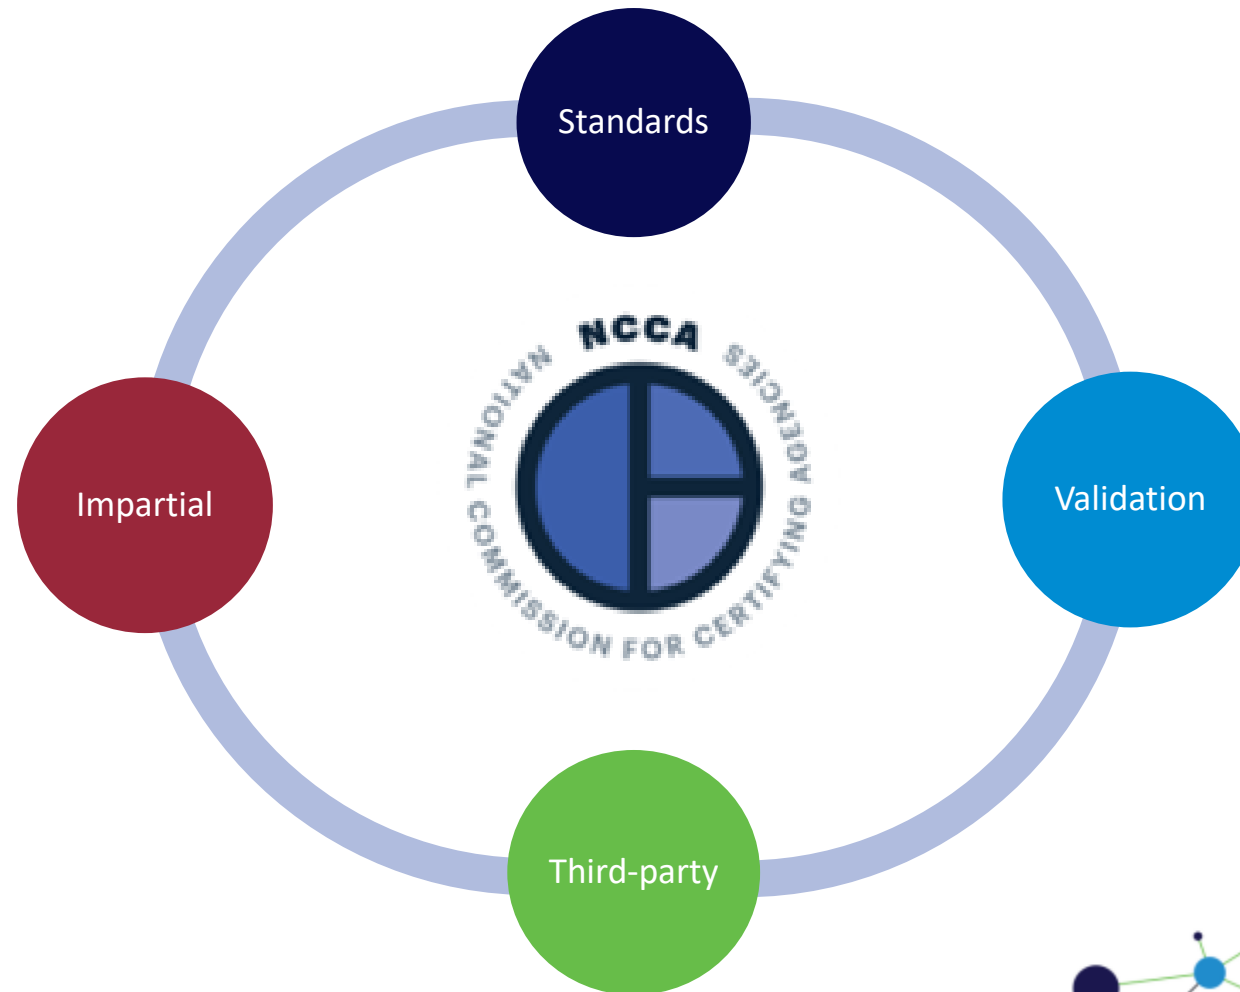 Standards
NCCA
NATIONAL COMMISSION FOR CERTIFYING AGENCIES
Impartial
Validation
Third-party